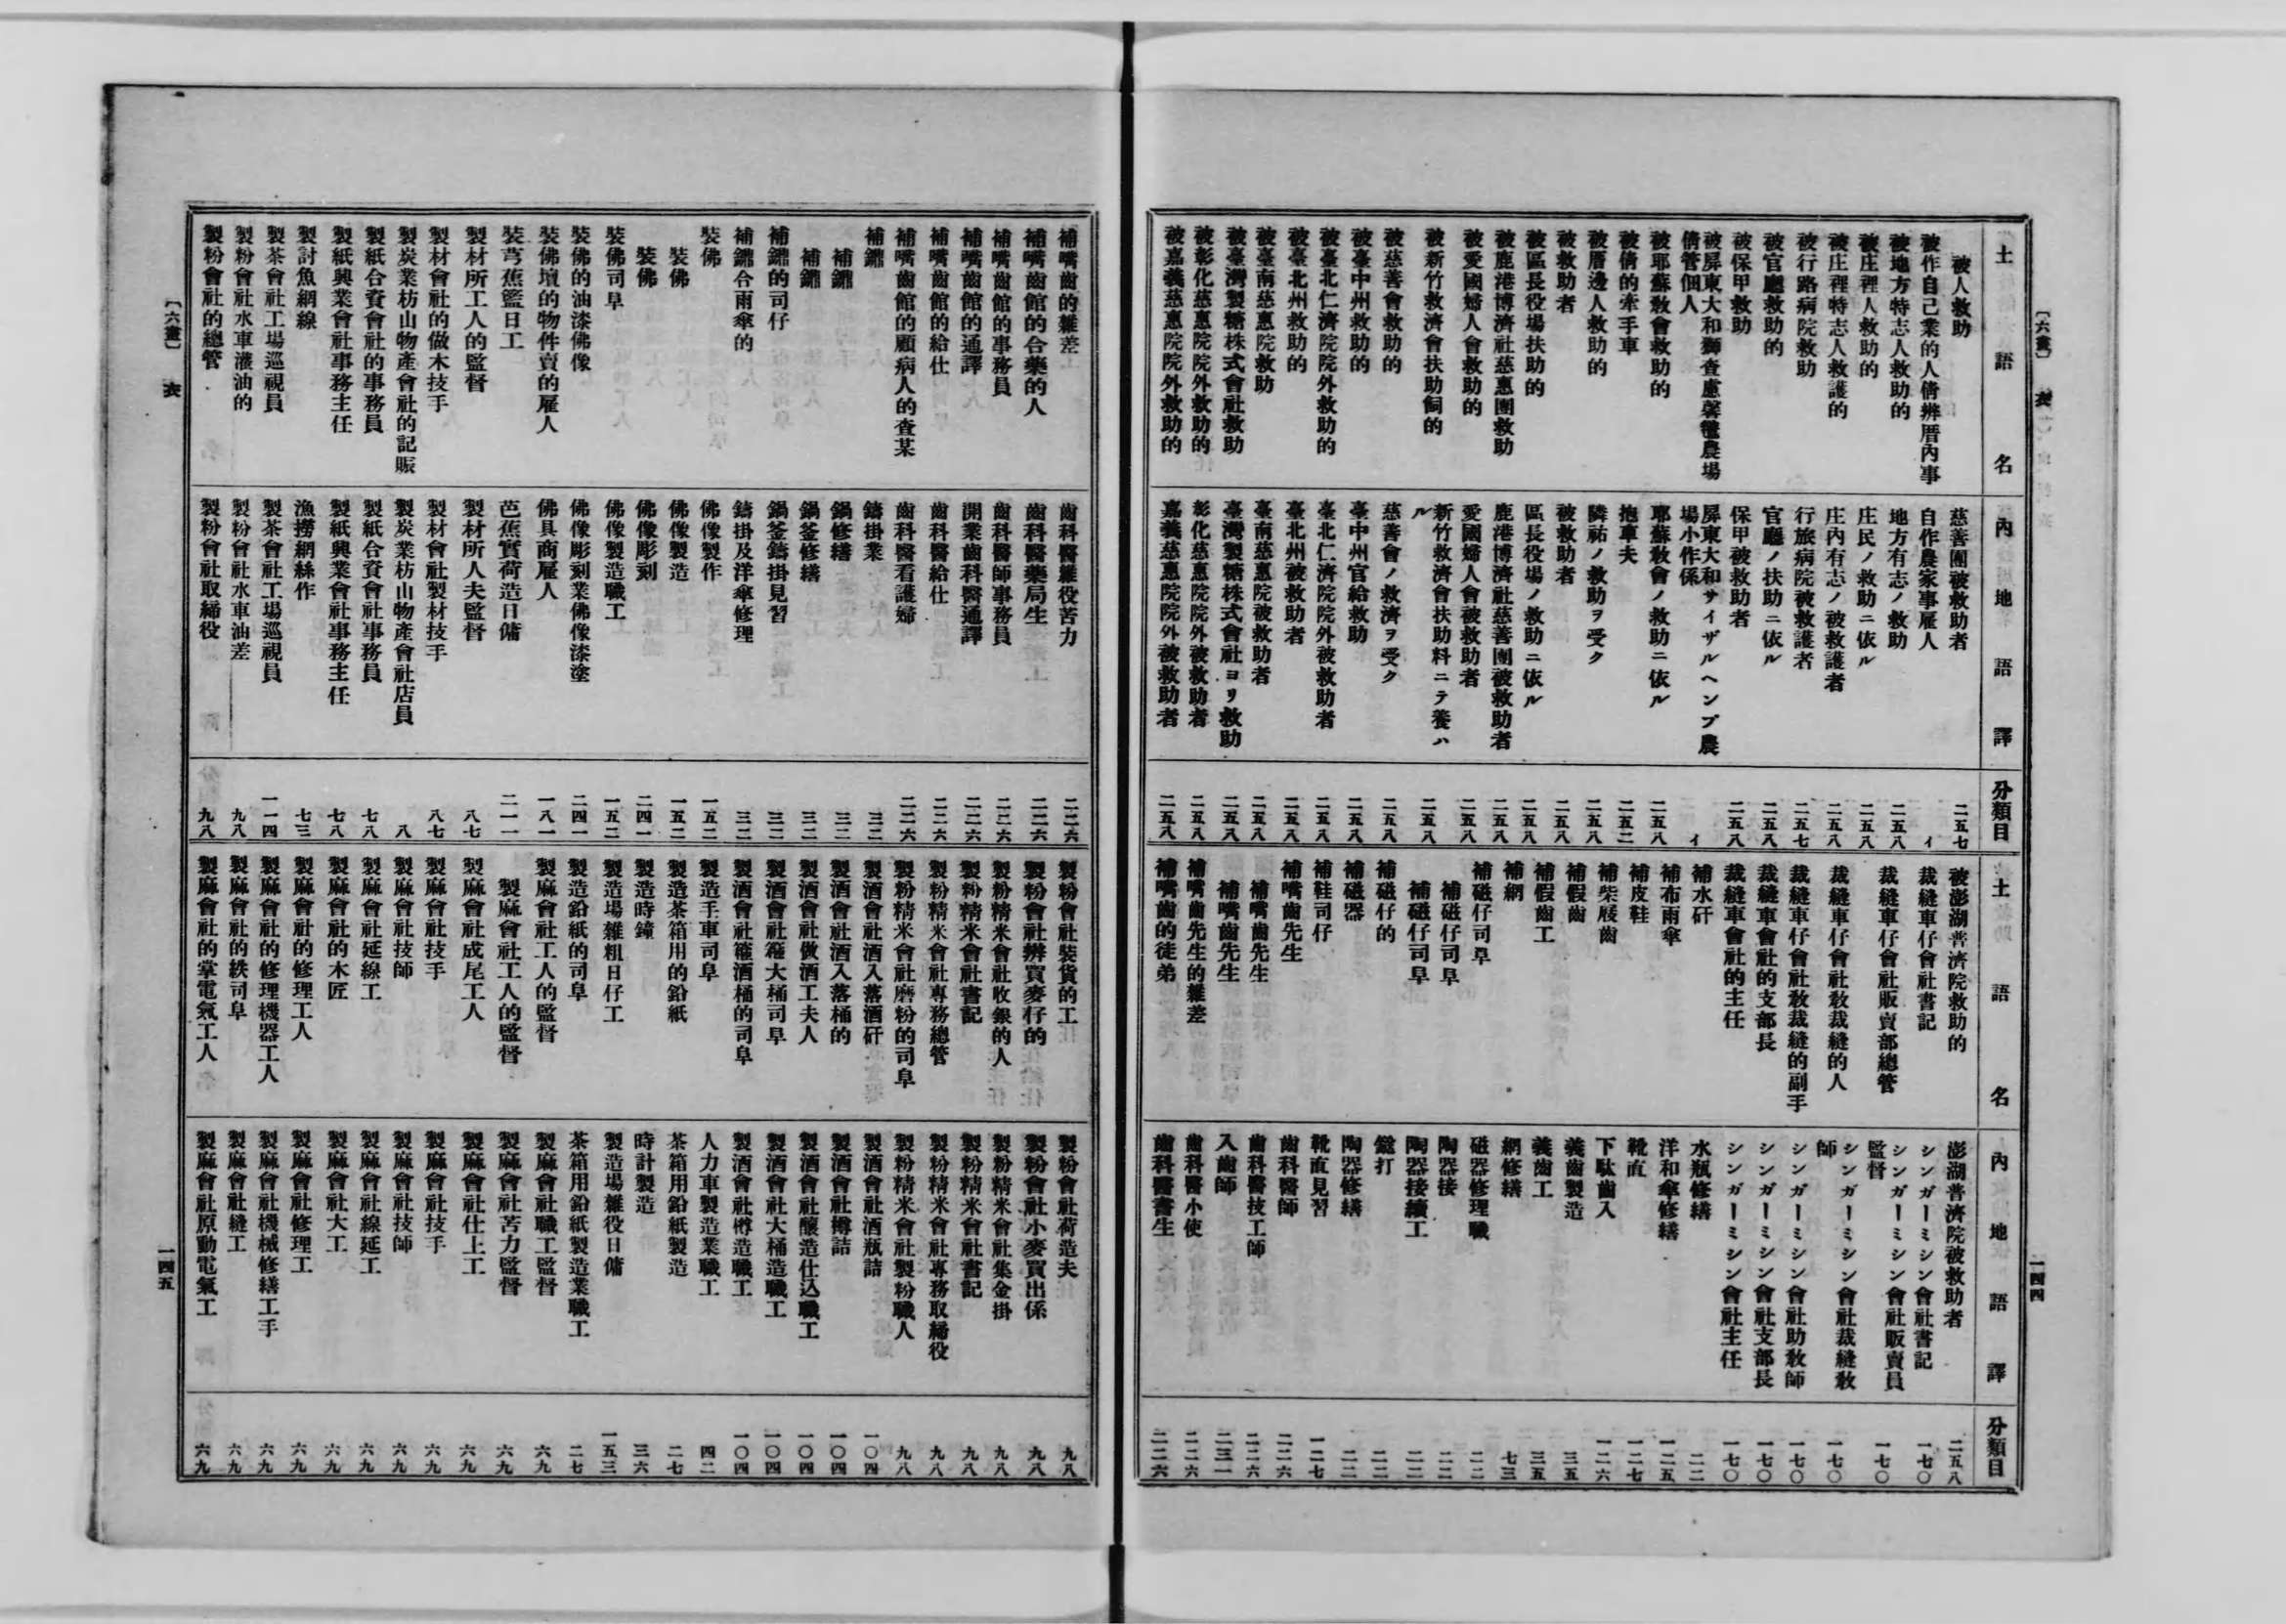 〔六畫〕 衣
一四四
土語名 內地語譯 分類目
被人救助 慈善團被救助者 二五七
被作自己業的人倩辨厝內事 自作農家事雇人 イ
被地方特志人救助的 地方有志ノ救助 二五八
被庄裡人救助的 庄民ノ救助ニ依ル 二五八
被庄裡特志人救護的 庄內有志ノ被救護者 二五八
被行路病院救助 行旅病院被救護者 二五七
被官廳救助的 官廳ノ扶助ニ依ル 二五八
被保甲救助 保甲被救助者 二五八
被屏東大和獅查盧馨農場
倩管佃人 屏東大和サイザルヘンプ農
場小作係 イ
被耶蘇敎會救助的 耶蘇敎會ノ救助ニ依ル 二五八
被倩的牽手車 抱車夫 二五二
被厝邊人救助的 隣祐ノ救助ヲ受ク 二五八
被救助者 被救助者 二五八
被區長役場扶助的 區長役場ノ救助ニ依ル 二五八
被鹿港博濟社慈惠團救助 鹿港博濟社慈善團被救助者 二五八
被愛國婦人會救助的 愛國婦人會被救助者 二五八
被新竹救濟會扶助飼的 新竹救濟會扶助料ニテ養ハ
ル 二五八
被慈善會救助的 慈善會ノ救濟ヲ受ク 二五八
被臺中州救助的 臺中州官給救助 二五八
被臺北仁濟院院外救助的 臺北仁濟院院外被救助者 二五八
被臺北州救助的 臺北州被救助者 二五八
被臺南慈惠院救助 臺南慈惠院被救助者 二五八
被臺灣製糖株式會社救助 臺灣製糖株式會社ヨリ救助 二五八
被彰化慈惠院院外救助的 彰化慈惠院院外被救助者 二五八
被嘉義慈惠院院外救助的 嘉義慈惠院院外被救助者 二五八
土語名 內地語譯 分類目
被澎湖普濟院救助的 澎湖普濟院被救助者 二五八
裁縫車仔會社書記 シンガーミシン會社書記 一七〇
裁縫車仔會社販賣部總管 シンガーミシン會社販賣員
監督 一七〇
裁縫車仔會社敎裁縫的人 シンガーミシン會社裁縫敎
師 一七〇
裁縫車仔會社敎裁縫的副手 シンガーミシン會社助敎師 一七〇
裁縫車會社的支部長 シンガーミシン會社支部長 一七〇
裁縫車會社的主任 シンガーミシン會社主任 一七〇
補水矸 水瓶修繕 二二
補布雨傘 洋和傘修繕 一二五
補皮鞋 靴直 一二七
補柴屐齒 下駄齒入 一二六
補假齒 義齒製造 三五
補假齒工 義齒工 三五
補網 網修繕 七三
補磁仔司阜 磁器修理職 二二
補磁仔司阜 陶器接 二二
補磁仔司阜 陶器接續工 二二
補磁仔的 鎹打 二二
補磁器 陶器修繕 二二
補鞋司仔 靴直見習 一二七
補嘴齒先生 齒科醫師 二二六
補嘴齒先生 齒科醫技工師 二二六
補嘴齒先生 入齒師 二三一
補嘴齒先生的雜差 齒科醫小使 二二六
補嘴齒的徒弟 齒科醫書生 二二六
〔六畫〕 衣
一四五
補嘴齒的雜差 齒科醫雜役苦力 二二六
補嘴齒館的合藥的人 齒科醫藥局生 二二六
補嘴齒館的事務員 齒科醫師事務員 二二六
補嘴齒館的通譯 開業齒科醫通譯 二二六
補嘴齒館的給仕 齒科醫給仕 二二六
補嘴齒館的顧病人的查某 齒科醫看護婦 二二六
補鑼 鑄掛業 三二
補鑼 鍋修繕 三二
補鑼 鍋釜修繕 三二
補鑼的司仔 鍋釜鑄掛見習 三二
補鑼合雨傘的 鑄掛及洋傘修理 三二
裝佛 佛像製作 一五二
裝佛 佛像製造 一五二
裝佛 佛像彫刻 二四一
裝佛司阜 佛像製造職工 一五二
裝佛的油漆佛像 佛像彫刻業佛像漆塗 二四一
裝佛壇的物件賣的雇人 佛具商雇人 一八一
裝芎蕉籃日工 芭蕉實荷造日傭 二一一
製材所工人的監督 製材所人夫監督 八七
製材會社的做木技手 製材會社製材技手 八七
製炭業枋山物產會社的記賬 製炭業枋山物產會社店員 八
製紙合資會社的事務員 製紙合資會社事務員 七八
製紙興業會社事務主任 製紙興業會社事務主任 七八
製討魚網線 漁撈網絲作 七三
製茶會社工場巡視員 製茶會社工場巡視員 一一四
製粉會社水車灌油的 製粉會社水車油差 九八
製粉會社的總管 製粉會社取締役 九八
製粉會社裝貨的工 製粉會社荷造夫 九八
製粉會社辨買麥仔的 製粉會社小麥買出係 九八
製粉精米會社收銀的人 製粉精米會社集金掛 九八
製粉精米會社書記 製粉精米會社書記 九八
製粉精米會社專務總管 製粉精米會社專務取締役 九八
製粉精米會社磨粉的司阜 製粉精米會社製粉職人 九八
製酒會社酒入落酒矸 製酒會社酒瓶詰 一〇四
製酒會社酒入落桶的 製酒會社樽詰 一〇四
製酒會社做酒工夫人 製酒會社釀造仕込職工 一〇四
製酒會社箍大桶司阜 製酒會社大桶造職工 一〇四
製酒會社箍酒桶的司阜 製酒會社樽造職工 一〇四
製造手車司阜 人力車製造業職工 四二
製造茶箱用的鉛紙 茶箱用鉛紙製造 二七
製造時鐘 時計製造 三六
製造場雜粗日仔工 製造場雜役日傭 一五三
製造鉛紙的司阜 茶箱用鉛紙製造業職工 二七
製麻會社工人的監督 製麻會社職工監督 六九
製麻會社工人的監督 製麻會社苦力監督 六九
製麻會社成尾工人 製麻會社仕上工 六九
製麻會社技手 製麻會社技手 六九
製麻會社技師 製麻會社技師 六九
製麻會社延線工 製麻會社線延工 六九
製麻會社的木匠 製麻會社大工 六九
製麻會社的修理工人 製麻會社修理工 六九
製麻會社的修理機器工人 製麻會社機械修繕工手 六九
製麻會社的紩司阜 製麻會社縫工 六九
製麻會社的掌電氣工人 製麻會社原動電氣工 六九